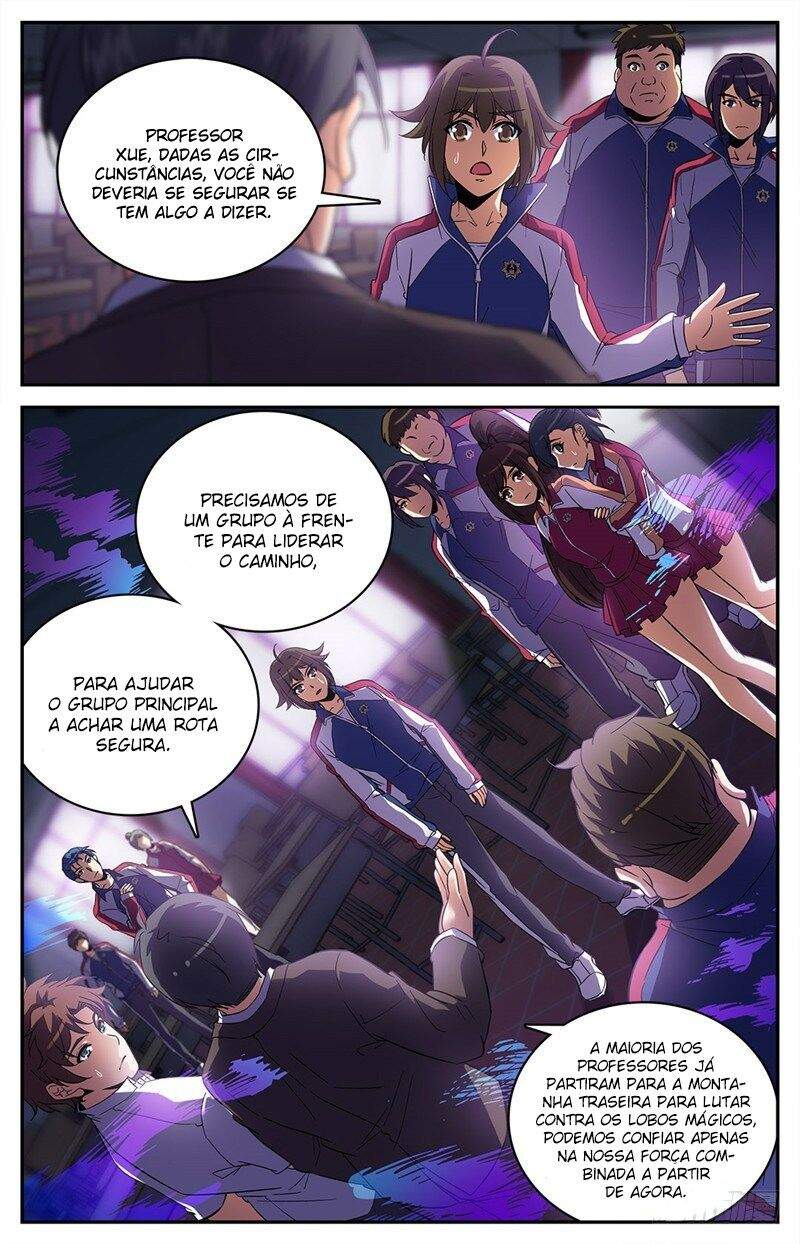 PROFESSOR
XUE, DADAS AS CIR-
CUNSTÂNCIAS, VOCÊ NÃO
DEVERIA SE SEGURAR SE
TEM ALGO A DIZER.
PRECISAMOS DE
UM GRUPO À FREN-
TE PARA LIDERAR
O CAMINHO,
PARA AJUDAR
O GRUPO PRINCIPAL
A ACHAR UMA ROTA
SEGURA.
A MAIORIA DOS
PROFESSORES JÁ
PARTIRAM PARA A MONTA-
NHA TRASEIRA PARA LUTAR
CONTRA OS LOBOS MÁGICOS,
PODEMOS CONFIAR APENAS
NA NOSSA FORÇA COM-
BINADA A PARTIR
DE AGORA.